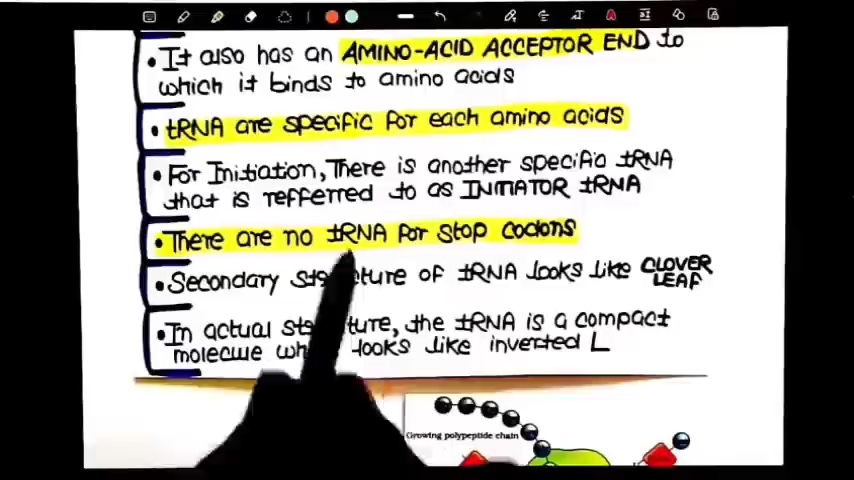 • It also has an AMINO-ACID ACCEPTOR END to
which it binds to amino acids
• tRNA are specific for each amino acids
• For Initiation, There is another specific tRNA
that is refferred to as INITIATOR tRNA
• There are no tRNA for stop codons
• Secondary of tRNA looks like CLOVER
LEAF
• In actual the tRNA is a compact
looks like inverted L
Growing polypeptide chain